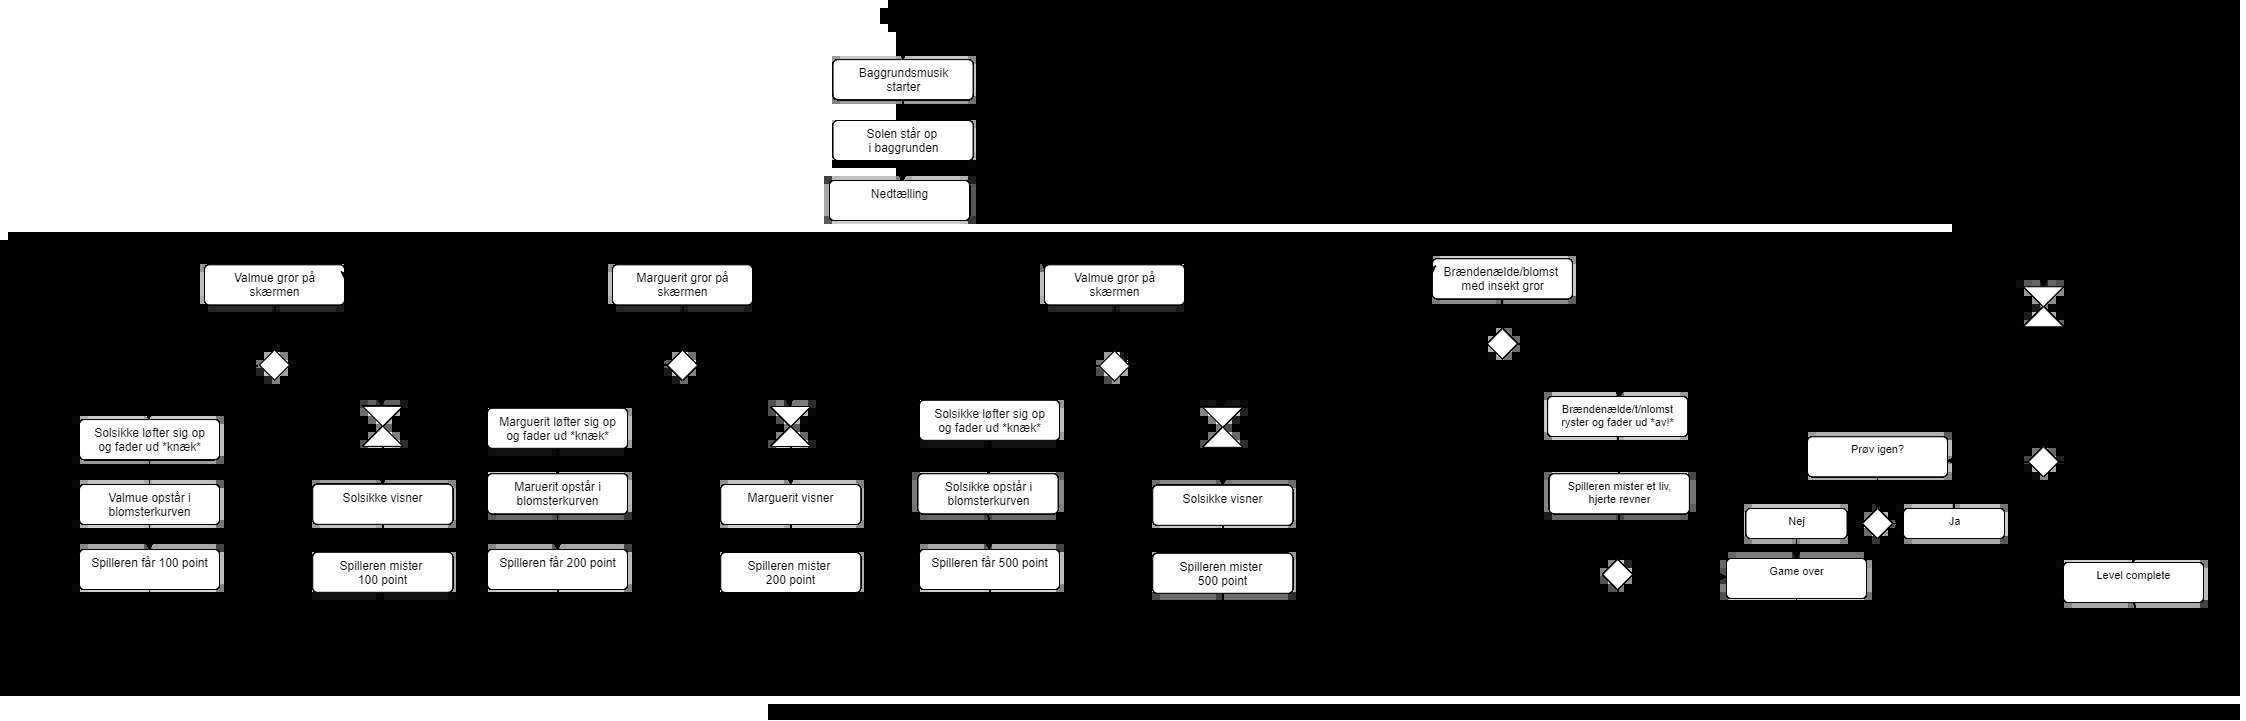 Baggrundsmusik
starter
Solen står op
i baggrunden
Nedtælling
Valmue gror på
skærmen
Marguerit gror på
skærmen
Valmue gror på
skærmen
Brændenælde/blomst
med insekt gror
Solsikke løfter sig op
og fader ud *knæk*
Valmue opstår i
blomsterkurven
Spilleren får 100 point
Solsikke visner
Spilleren mister
100 point
Marguerit løfter sig op
og fader ud *knæk*
Maruerit opstår i
blomsterkurven
Spilleren får 200 point
Marguerit visner
Spilleren mister
200 point
Solsikke løfter sig op
og fader ud *knæk*
Solsikke opstår i
blomsterkurven
Spilleren får 500 point
Solsikke visner
Spilleren mister
500 point
Brændenælde/t/nlomst
ryster og fader ud *av!*
Spilleren mister et liv,
hjerte revner
Prøv igen?
Nej
Ja
Game over
Level complete